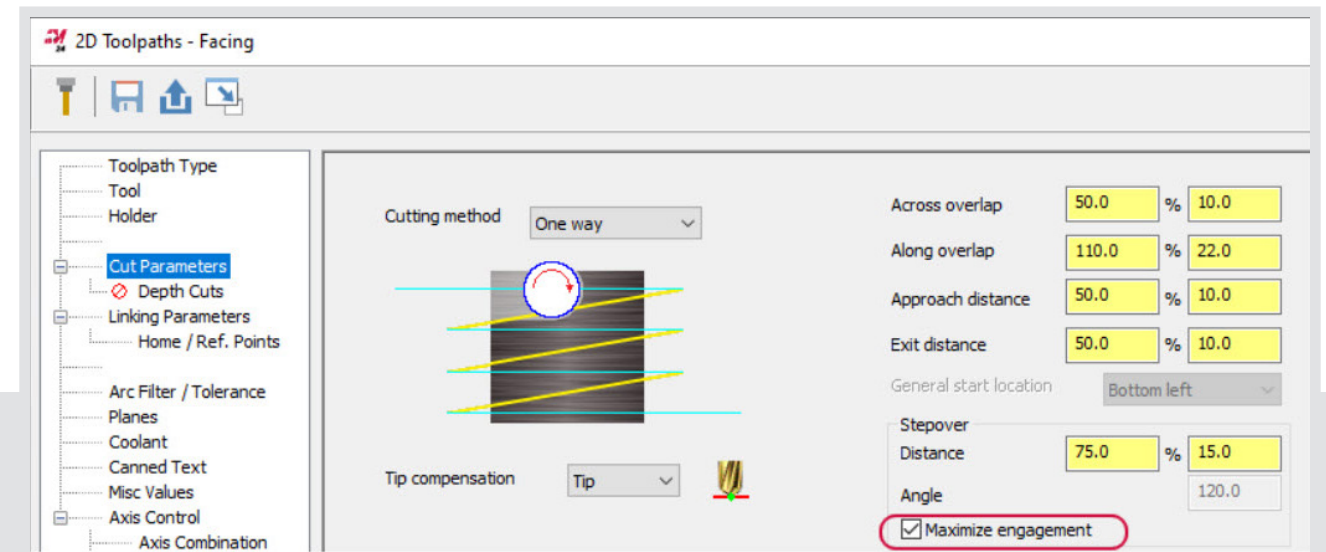 2D Toolpaths - Facing
Toolpath Type
Tool
Holder
Cut Parameters
Depth Cuts
Linking Parameters
Home / Ref. Points
Arc Filter / Tolerance
Planes
Coolant
Canned Text
Misc Values
Axis Control
Axis Combination
Cutting method One way
Tip compensation Tip
Across overlap 50.0 % 10.0
Along overlap 110.0 % 22.0
Approach distance 50.0 % 10.0
Exit distance 50.0 % 10.0
General start location Bottom left
Stepover
Distance 75.0 % 15.0
Angle 120.0
Maximize engagement